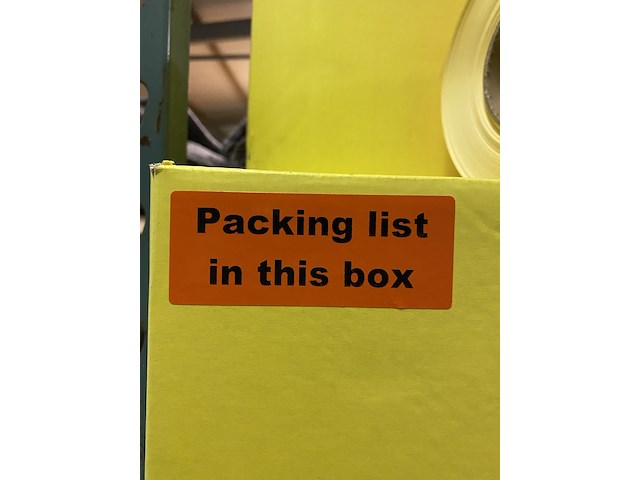 Packing list
in this box